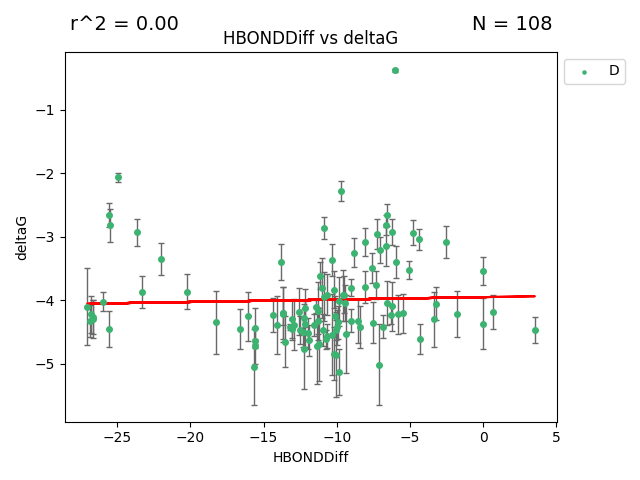 r^2 = 0.00
N = 108
HBONDDiff vs deltaG
D
−1
−2
−3
−4
−5
deltaG
−25
−20
−15
−10
−5
0
5
HBONDDiff